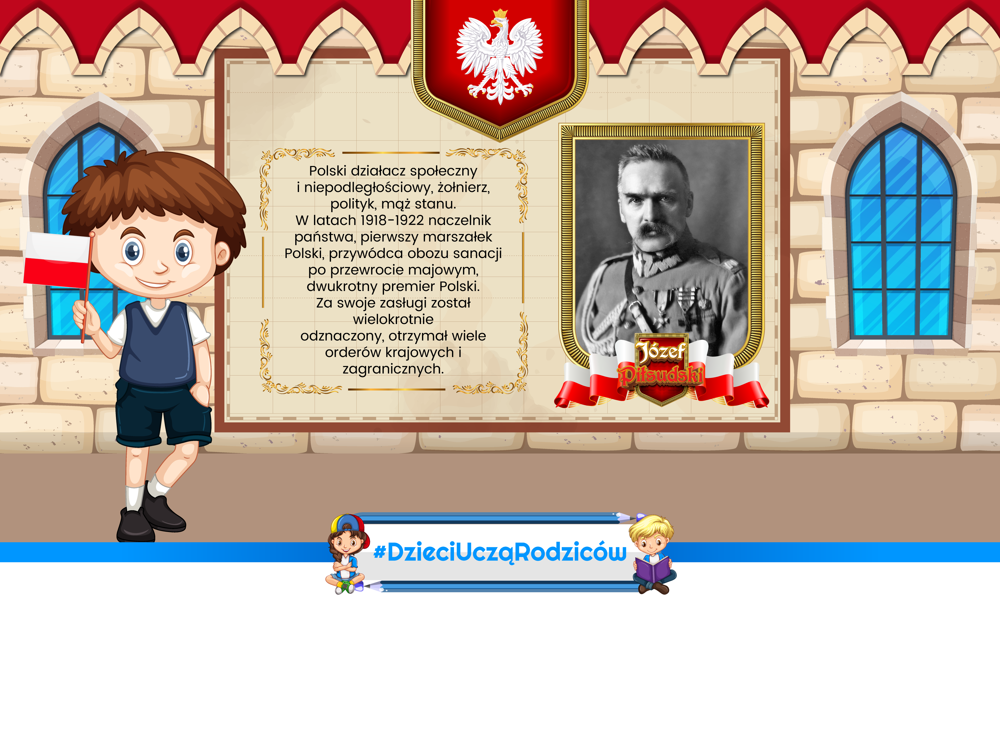 Polski działacz społeczny
i niepodległościowy, żołnierz,
polityk, mąż stanu.
W latach 1918-1922 naczelnik
państwa, pierwszy marszałek
Polski, przywódca obozu sanacji
po przewrocie majowym,
dwukrotny premier Polski.
Za swoje zasługi został
wielokrotnie
odznaczony, otrzymał wiele
orderów krajowych i
zagranicznych.
Józef
Piłsudski
#DzieciUcząRodziców